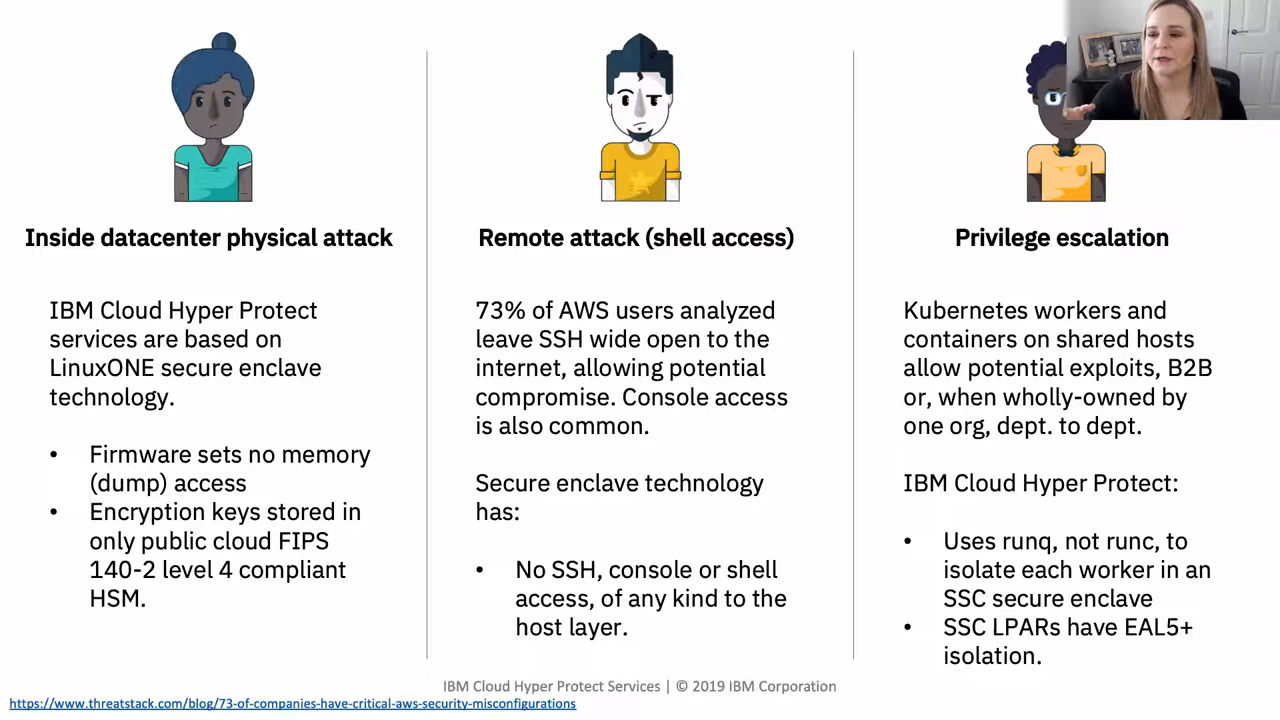 Inside datacenter physical attack
IBM Cloud Hyper Protect
services are based on
LinuxONE secure enclave
technology.
• Firmware sets no memory
(dump) access
• Encryption keys stored in
only public cloud FIPS
140-2 level 4 compliant
HSM.
Remote attack (shell access)
73% of AWS users analyzed
leave SSH wide open to the
internet, allowing potential
compromise. Console access
is also common.
Secure enclave technology
has:
• No SSH, console or shell
access, of any kind to the
host layer.
Privilege escalation
Kubernetes workers and
containers on shared hosts
allow potential exploits, B2B
or, when wholly-owned by
one org, dept. to dept.
IBM Cloud Hyper Protect:
• Uses runq, not runc, to
isolate each worker in an
SSC secure enclave
• SSC LPARs have EAL5+
isolation.
IBM Cloud Hyper Protect Services | © 2019 IBM Corporation
https://www.threatstack.com/blog/73-of-companies-have-critical-aws-security-misconfigurations